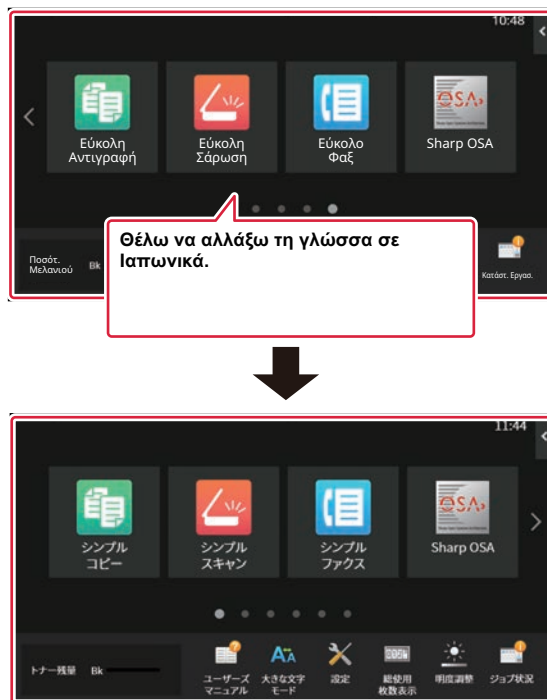 10:48
Εύκολη
Αντιγραφή
Εύκολη
Σάρωση
Εύκολο
Φαξ
Sharp OSA
Θέλω να αλλάξω τη γλώσσα σε
Ιαπωνικά.
Ποσότ.
Μελανιού
Bk
Κατάστ. Εργασ.
11:44
シンプル
コピー
シンプル
スキャン
シンプル
ファクス
Sharp OSA
トナー残量 Bk
ユーザーズ
マニュアル
大きな文字
モード
設定
総使用
枚数表示
明度調整
ジョブ状況